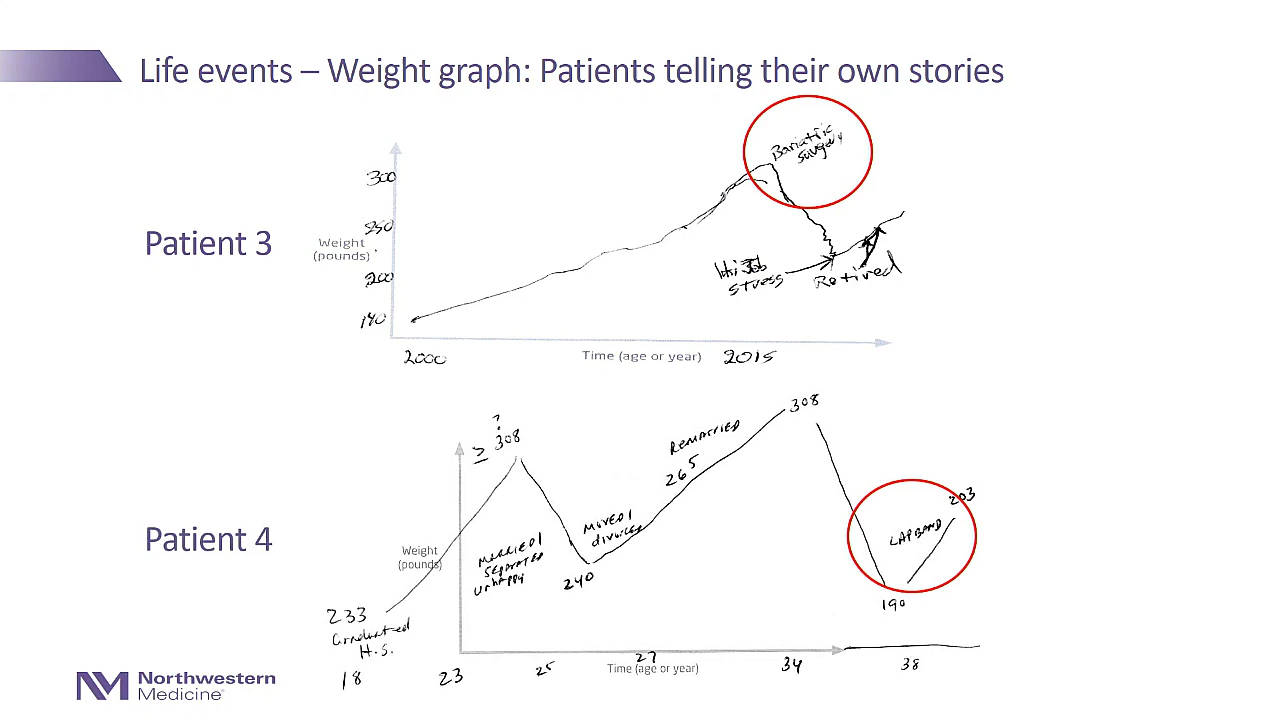 Life events – Weight graph: Patients telling their own stories
Bariatric
surgery
300
250
200
140
Weight
(pounds)
Patient 3
Job
stress
Retired
2000
Time (age or year)
2015
?
≥ 308
308
REMARRIED
265
203
LAPBAND
MOVED/
divorced
MARRIED/
SEPARATED
unhappy
Patient 4
Weight
(pounds)
240
190
233
Graduated
H.S.
18
23
25
27
Time (age or year)
34
38
Northwestern
Medicine®